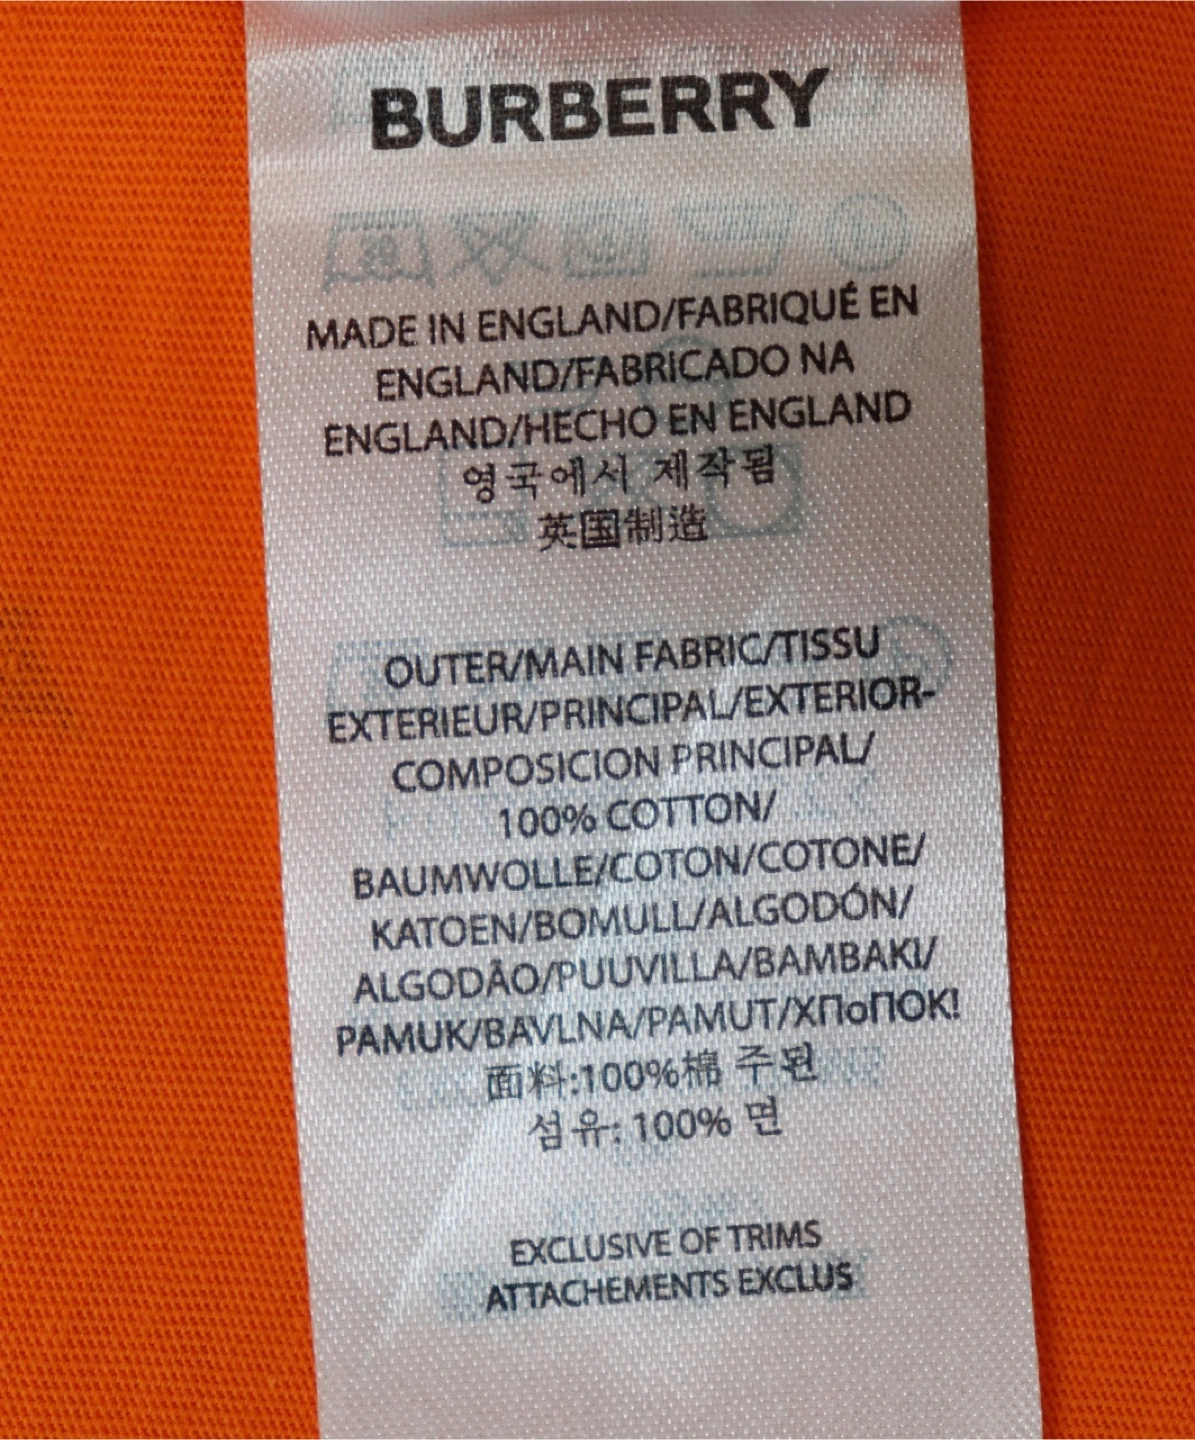 BURBERRY
MADE IN ENGLAND/FABRIQUÉ EN
ENGLAND/FABRICADO NA
ENGLAND/HECHO EN ENGLAND
영국에서 제작됨
英国制造
OUTER/MAIN FABRIC/TISSU
EXTERIEUR/PRINCIPAL/EXTERIOR-
COMPOSICION PRINCIPAL/
100% COTTON/
BAUMWOLLE/COTON/COTONE/
KATOEN/BOMULL/ALGODÓN/
ALGODÃO/PUUVILLA/BAMBAKI/
PAMUK/BAVLNA/PAMUT/ХПоПОК!
面料:100%棉 주된
섬유: 100% 면
EXCLUSIVE OF TRIMS
ATTACHEMENTS EXCLUS